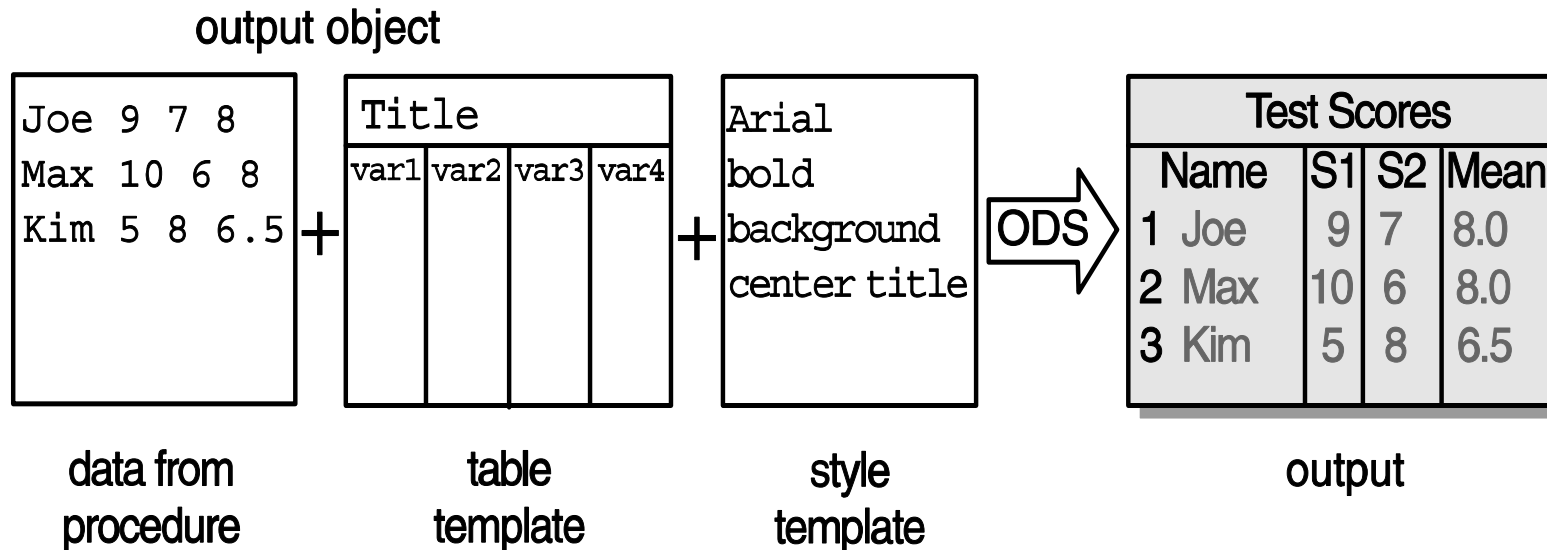 output object
Joe 9 7 8
Max 10 6 8
Kim 5 8 6.5
+
Title
var1 var2 var3 var4
+
Arial
bold
background
center title
ODS
Test Scores
Name S1 S2 Mean
1 Joe 9 7 8.0
2 Max 10 6 8.0
3 Kim 5 8 6.5
data from
procedure
table
template
style
template
output